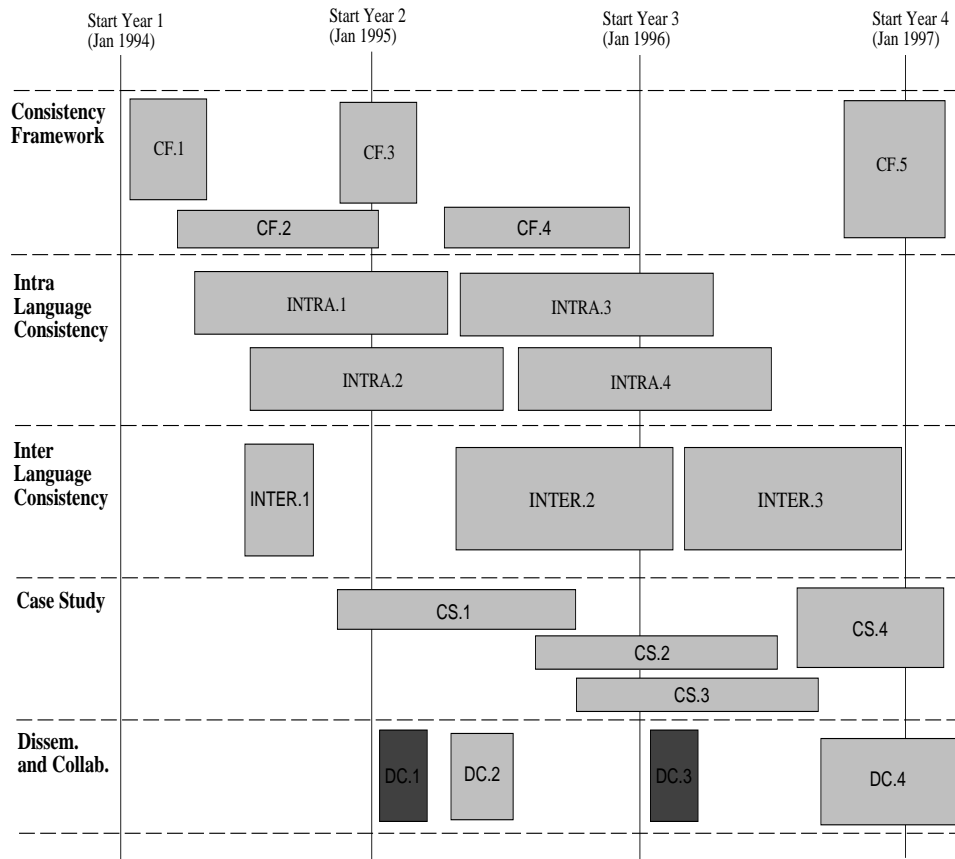 Start Year 1
(Jan 1994)
Start Year 2
(Jan 1995)
Start Year 3
(Jan 1996)
Start Year 4
(Jan 1997)
Consistency
Framework
CF.1
CF.3
CF.5
CF.2
CF.4
Intra
Language
Consistency
INTRA.1
INTRA.3
INTRA.2
INTRA.4
Inter
Language
Consistency
INTER.1
INTER.2
INTER.3
Case Study
CS.1
CS.4
CS.2
CS.3
Dissem.
and Collab.
DC.1
DC.2
DC.3
DC.4